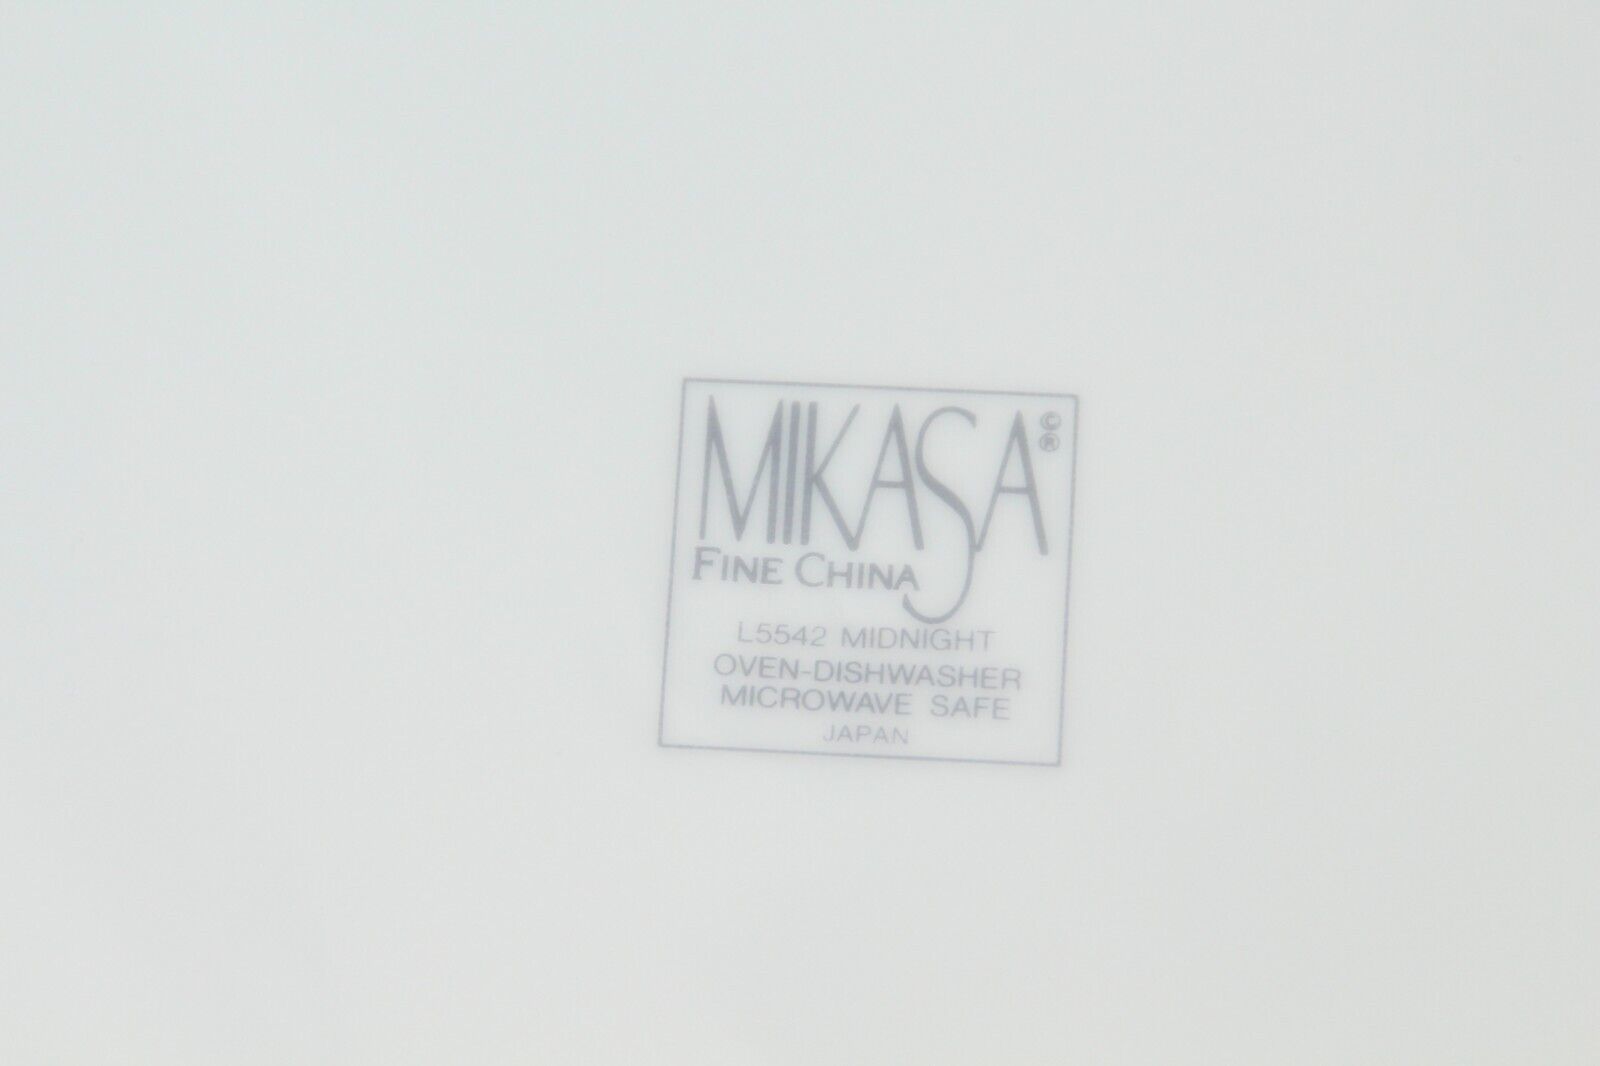 MIKASA ©®
FINE CHINA
L5542 MIDNIGHT
OVEN-DISHWASHER
MICROWAVE SAFE
JAPAN